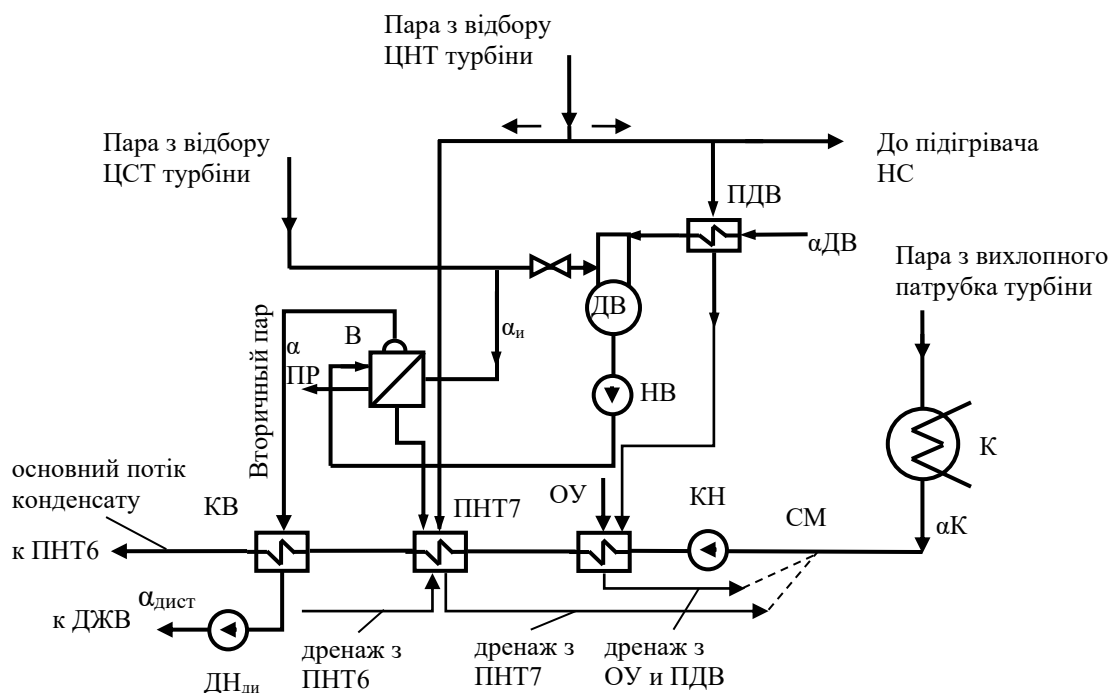 Пара з відбору
ЦНТ турбіни
Пара з відбору
ЦСТ турбіни
До підігрівача
НС
ПДВ
αДВ
Пара з вихлопного
патрубка турбіни
ДВ
В
αи
α
ПР
Вторичный пар
НВ
К
основний потік
конденсату
КВ
ПНТ7
ОУ
КН
СМ
αК
к ПНТ6
αдист
к ДЖВ
ДНди
дренаж з
ПНТ6
дренаж з
ПНТ7
дренаж з
ОУ и ПДВ